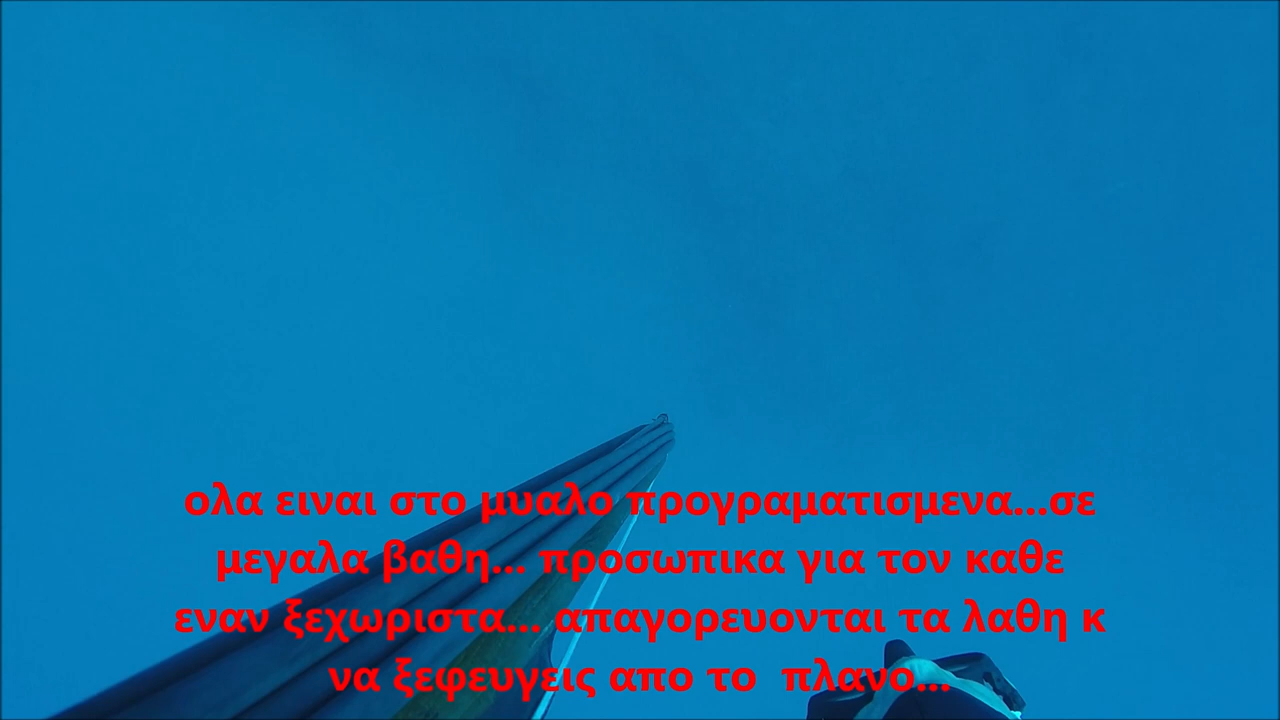 ολα ειναι στο μυαλο προγραματισμενα...σε
μεγαλα βαθη... προσωπικα για τον καθε
εναν ξεχωριστα... απαγορευονται τα λαθη κ
να ξεφευγεις απο το πλανο...